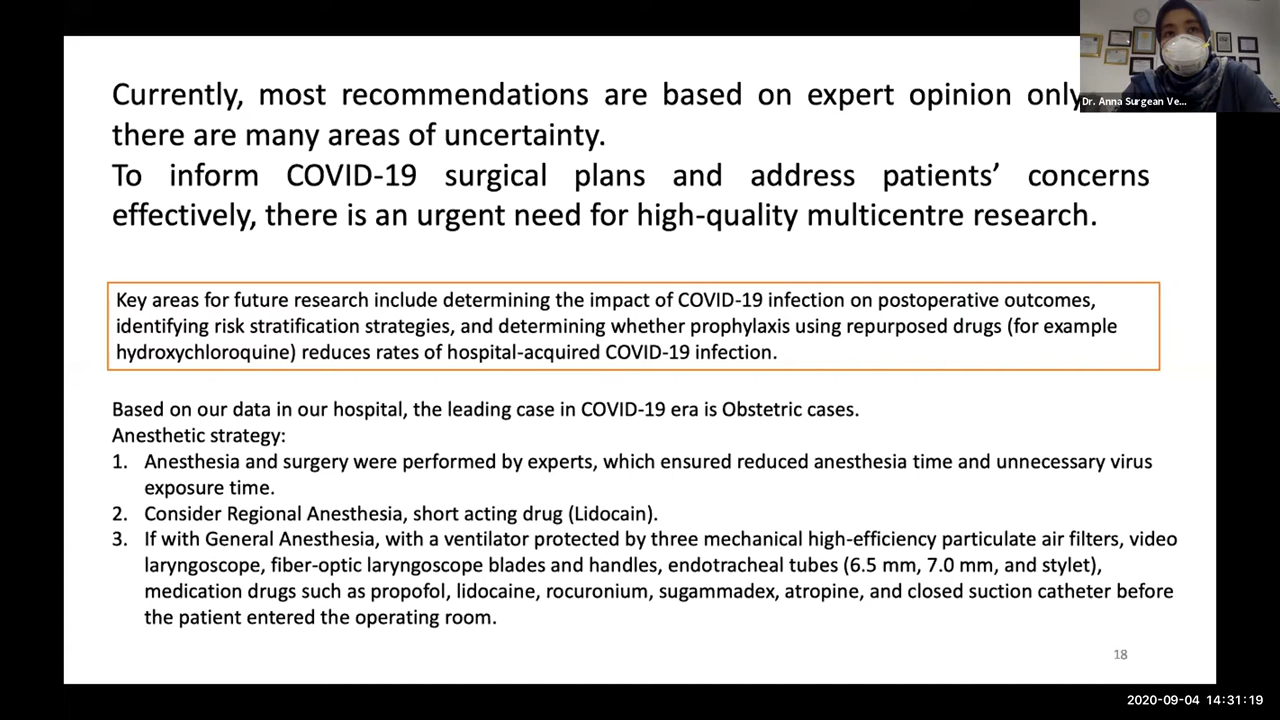 Currently, most recommendations are based on expert opinion only
there are many areas of uncertainty.
To inform COVID-19 surgical plans and address patients' concerns
effectively, there is an urgent need for high-quality multicentre research.
Key areas for future research include determining the impact of COVID-19 infection on postoperative outcomes,
identifying risk stratification strategies, and determining whether prophylaxis using repurposed drugs (for example
hydroxychloroquine) reduces rates of hospital-acquired COVID-19 infection.
Based on our data in our hospital, the leading case in COVID-19 era is Obstetric cases.
Anesthetic strategy:
1. Anesthesia and surgery were performed by experts, which ensured reduced anesthesia time and unnecessary virus
exposure time.
2. Consider Regional Anesthesia, short acting drug (Lidocain).
3. If with General Anesthesia, with a ventilator protected by three mechanical high-efficiency particulate air filters, video
laryngoscope, fiber-optic laryngoscope blades and handles, endotracheal tubes (6.5 mm, 7.0 mm, and stylet),
medication drugs such as propofol, lidocaine, rocuronium, sugammadex, atropine, and closed suction catheter before
the patient entered the operating room.
18
Dr. Anna Surgean Ve...
2020-09-04 14:31:19